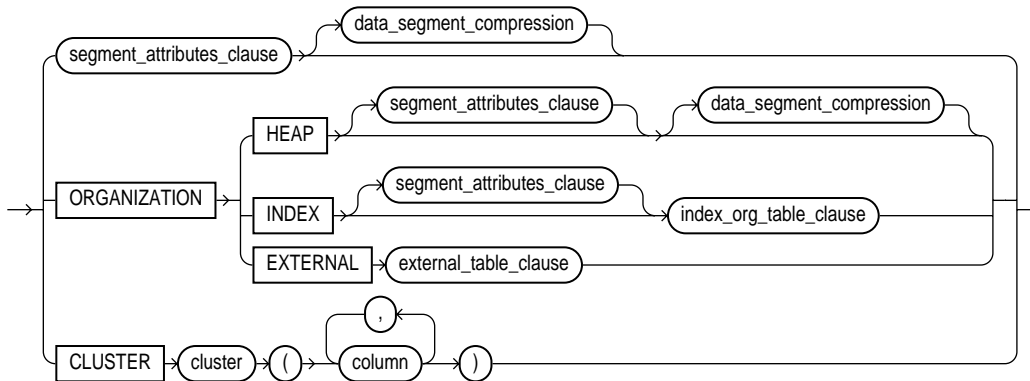 data_segment_compression
segment_attributes_clause
segment_attributes_clause data_segment_compression
HEAP
segment_attributes_clause
ORGANIZATION
INDEX index_org_table_clause
EXTERNAL external_table_clause
,
CLUSTER cluster ( column )